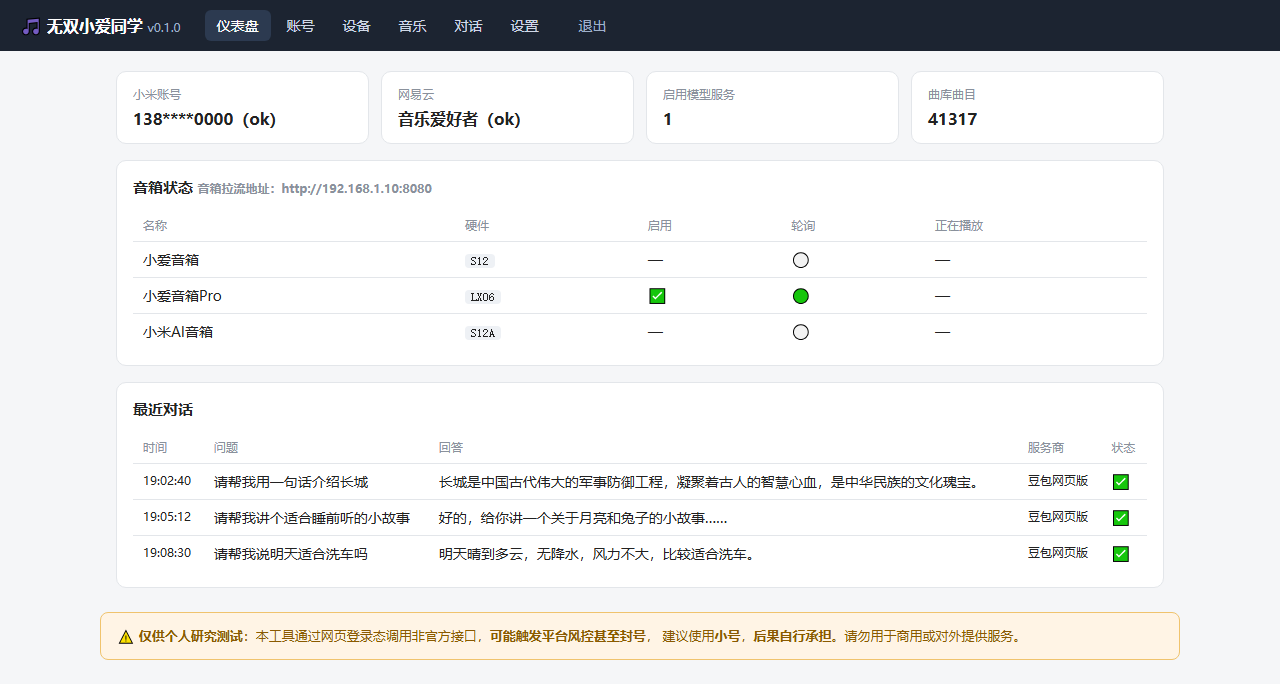 无双小爱同学 v0.1.0 仪表盘 账号 设备 音乐 对话 设置 退出
小米账号 网易云 启用模型服务 曲库曲目
138****0000（ok） 音乐爱好者（ok） 1 41317
音箱状态 音箱拉流地址：http://192.168.1.10:8080
名称 硬件 启用 轮询 正在播放
小爱音箱 S12 — —
小爱音箱Pro LX06 —
小米AI音箱 S12A — —
最近对话
时间 问题 回答 服务商 状态
19:02:40 请帮我用一句话介绍长城 长城是中国古代伟大的军事防御工程，凝聚着古人的智慧心血，是中华民族的文化瑰宝。 豆包网页版
19:05:12 请帮我讲个适合睡前听的小故事 好的，给你讲一个关于月亮和兔子的小故事…… 豆包网页版
19:08:30 请帮我说明天适合洗车吗 明天晴到多云，无降水，风力不大，比较适合洗车。 豆包网页版
仅供个人研究测试：本工具通过网页登录态调用非官方接口，可能触发平台风控甚至封号， 建议使用小号，后果自行承担。请勿用于商用或对外提供服务。